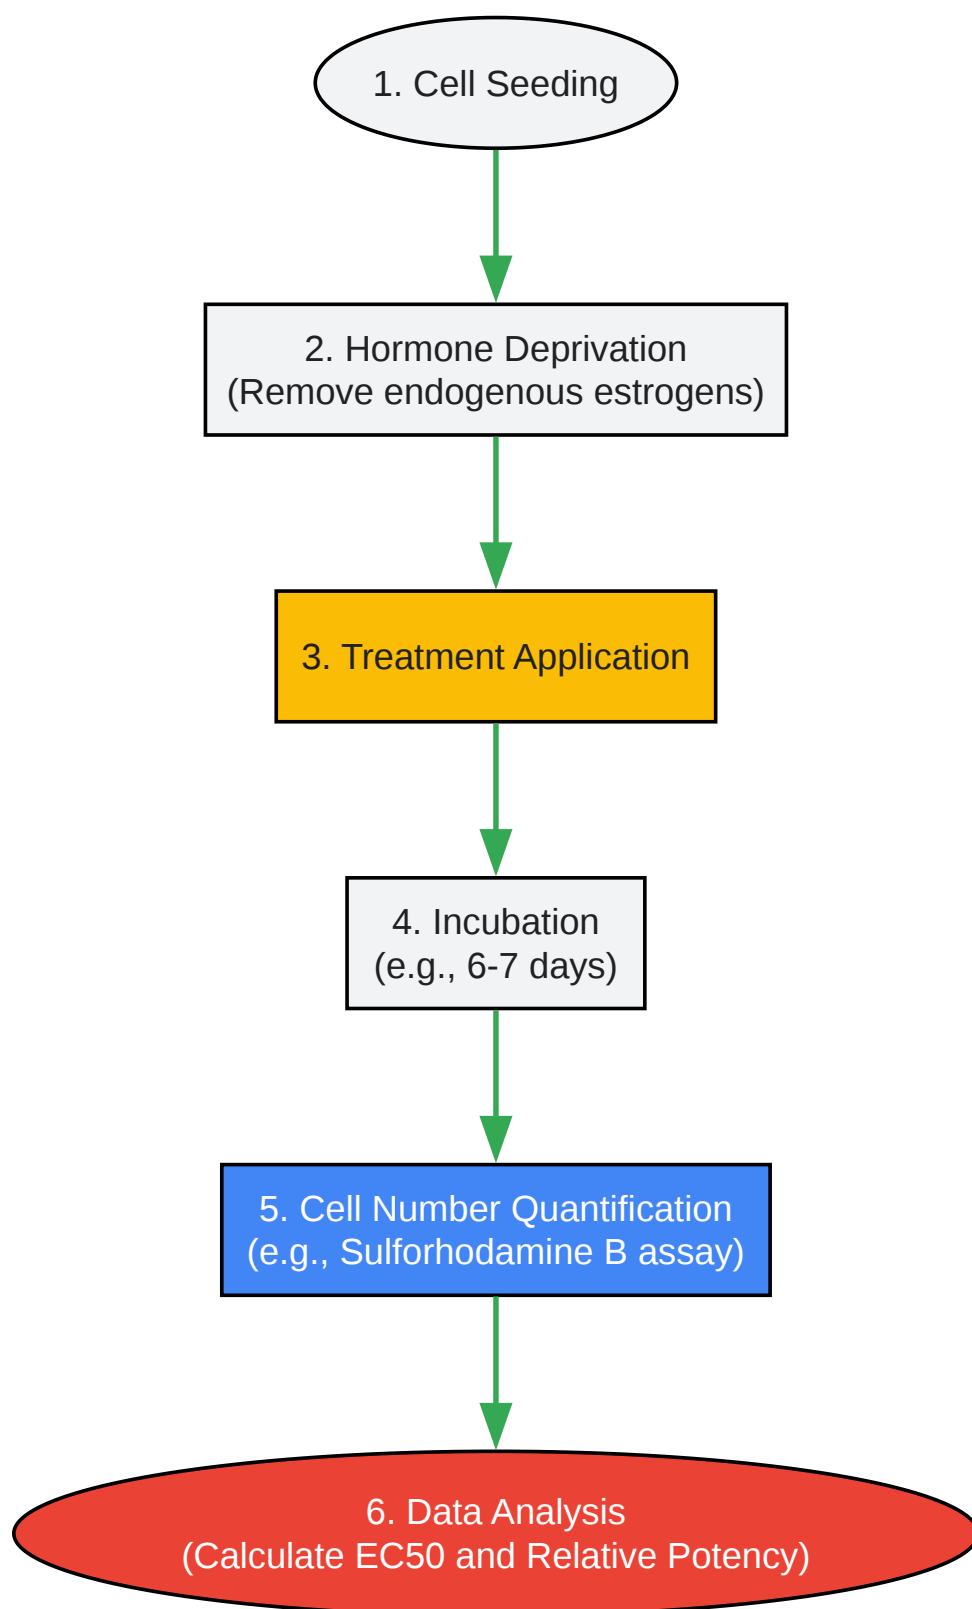 1. Cell Seeding
2. Hormone Deprivation
(Remove endogenous estrogens)
3. Treatment Application
4. Incubation
(e.g., 6-7 days)
5. Cell Number Quantification
(e.g., Sulforhodamine B assay)
6. Data Analysis
(Calculate EC50 and Relative Potency)